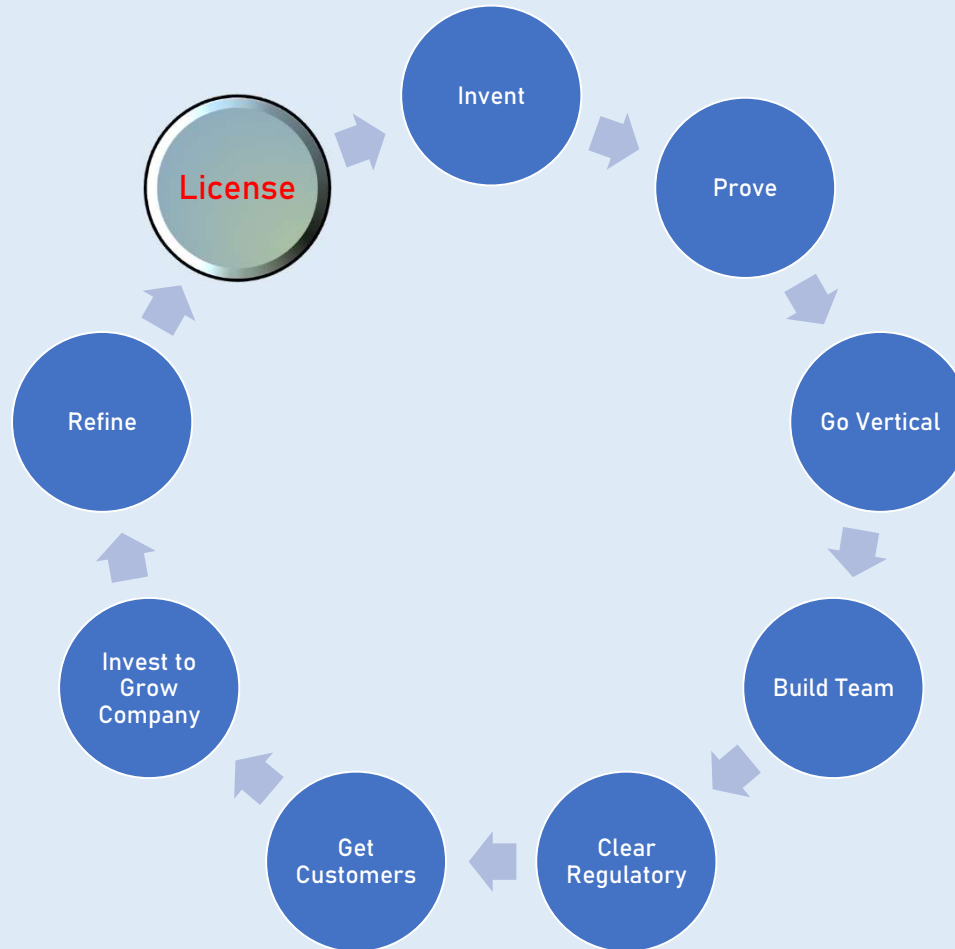 Invent
Prove
Go Vertical
Build Team
Clear
Regulatory
Get
Customers
Invest to
Grow
Company
Refine
License